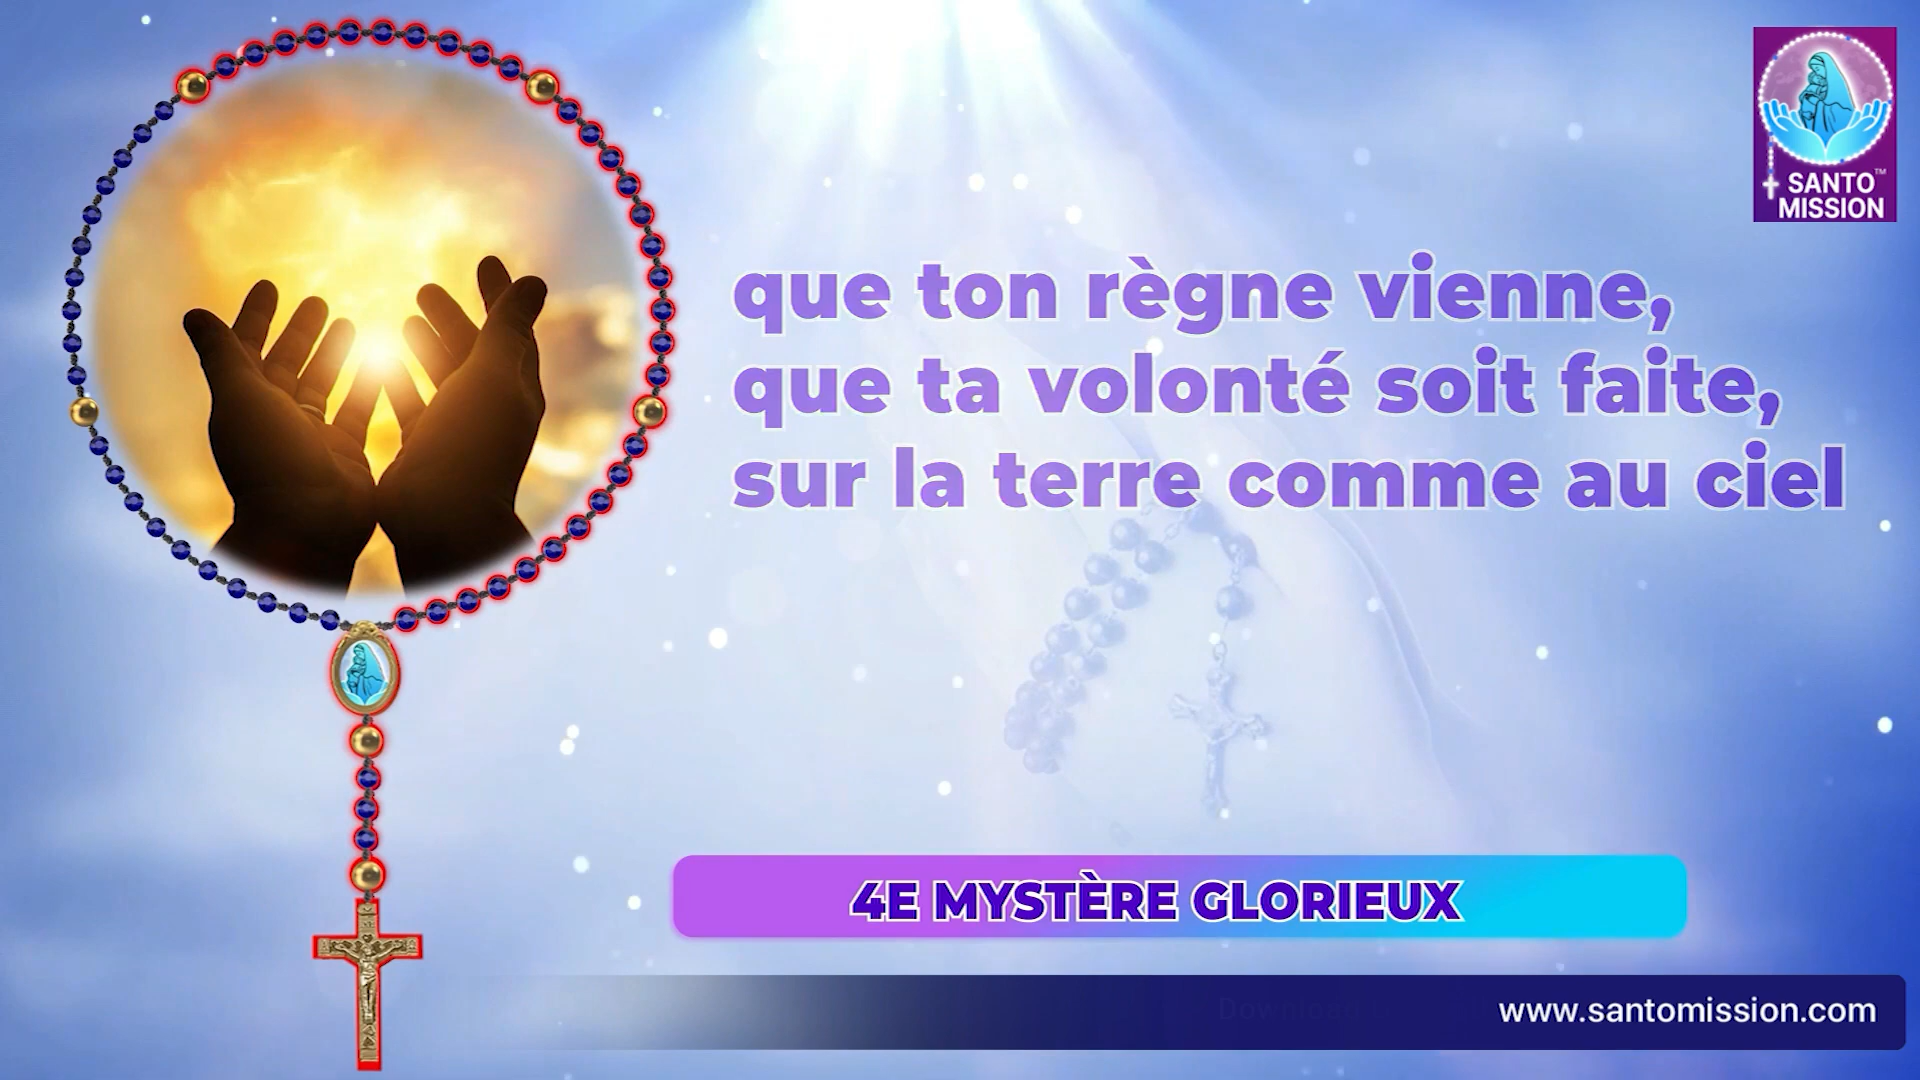 SANTO™
MISSION
que ton règne vienne,
que ta volonté soit faite,
sur la terre comme au ciel
4E MYSTÈRE GLORIEUX
www.santomission.com